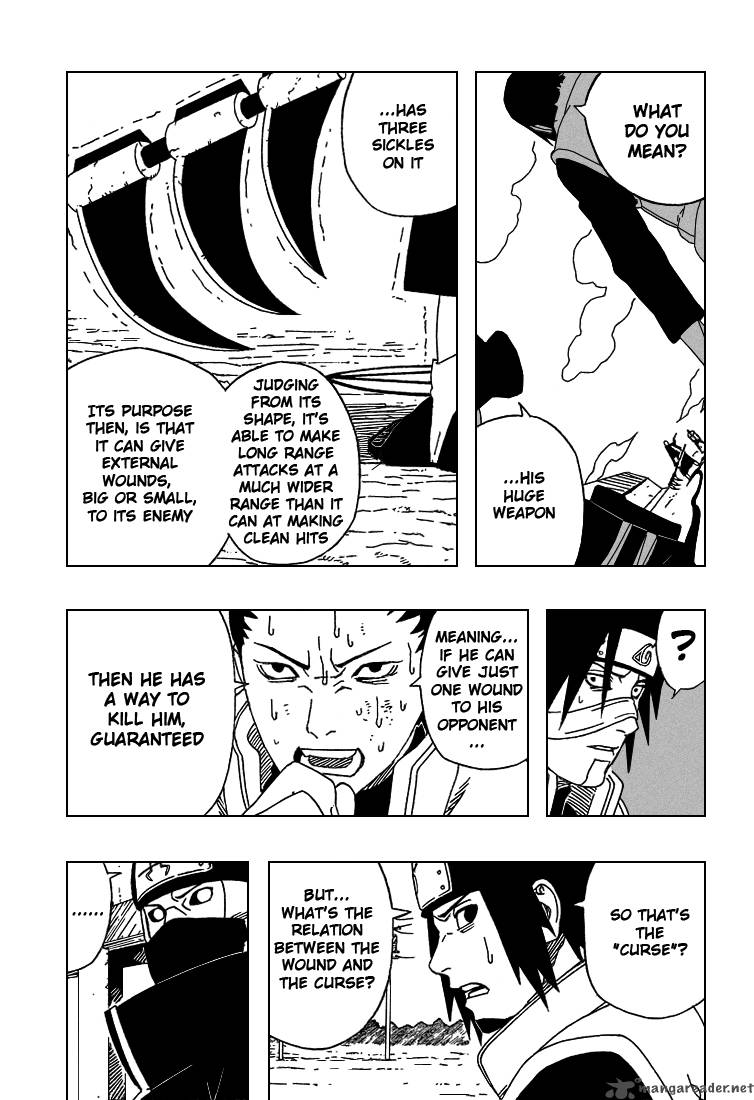 WHAT
DO YOU
MEAN?
...HIS
HUGE
WEAPON
...HAS
THREE
SICKLES
ON IT
JUDGING
FROM ITS
SHAPE, IT'S
ABLE TO MAKE
LONG RANGE
ATTACKS AT A
MUCH WIDER
RANGE THAN IT
CAN AT MAKING
CLEAN HITS
ITS PURPOSE
THEN, IS THAT
IT CAN GIVE
EXTERNAL
WOUNDS,
BIG OR SMALL,
TO ITS ENEMY
?
MEANING...
IF HE CAN
GIVE JUST
ONE WOUND
TO HIS
OPPONENT
...
THEN HE HAS
A WAY TO
KILL HIM,
GUARANTEED
SO THAT'S
THE
"CURSE"?
BUT...
WHAT'S THE
RELATION
BETWEEN THE
WOUND AND
THE CURSE?
.......
mangareader.net